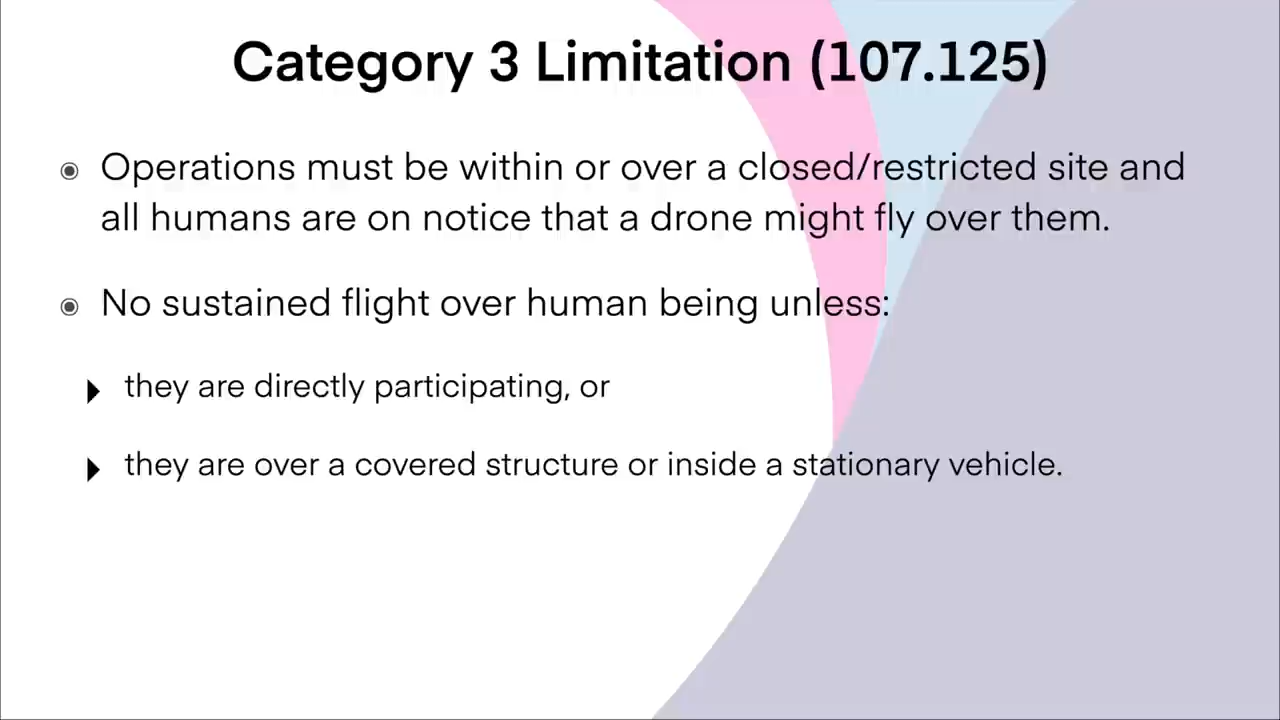 Category 3 Limitation (107.125)
Operations must be within or over a closed/restricted site and
all humans are on notice that a drone might fly over them.
No sustained flight over human being unless:
they are directly participating, or
they are over a covered structure or inside a stationary vehicle.